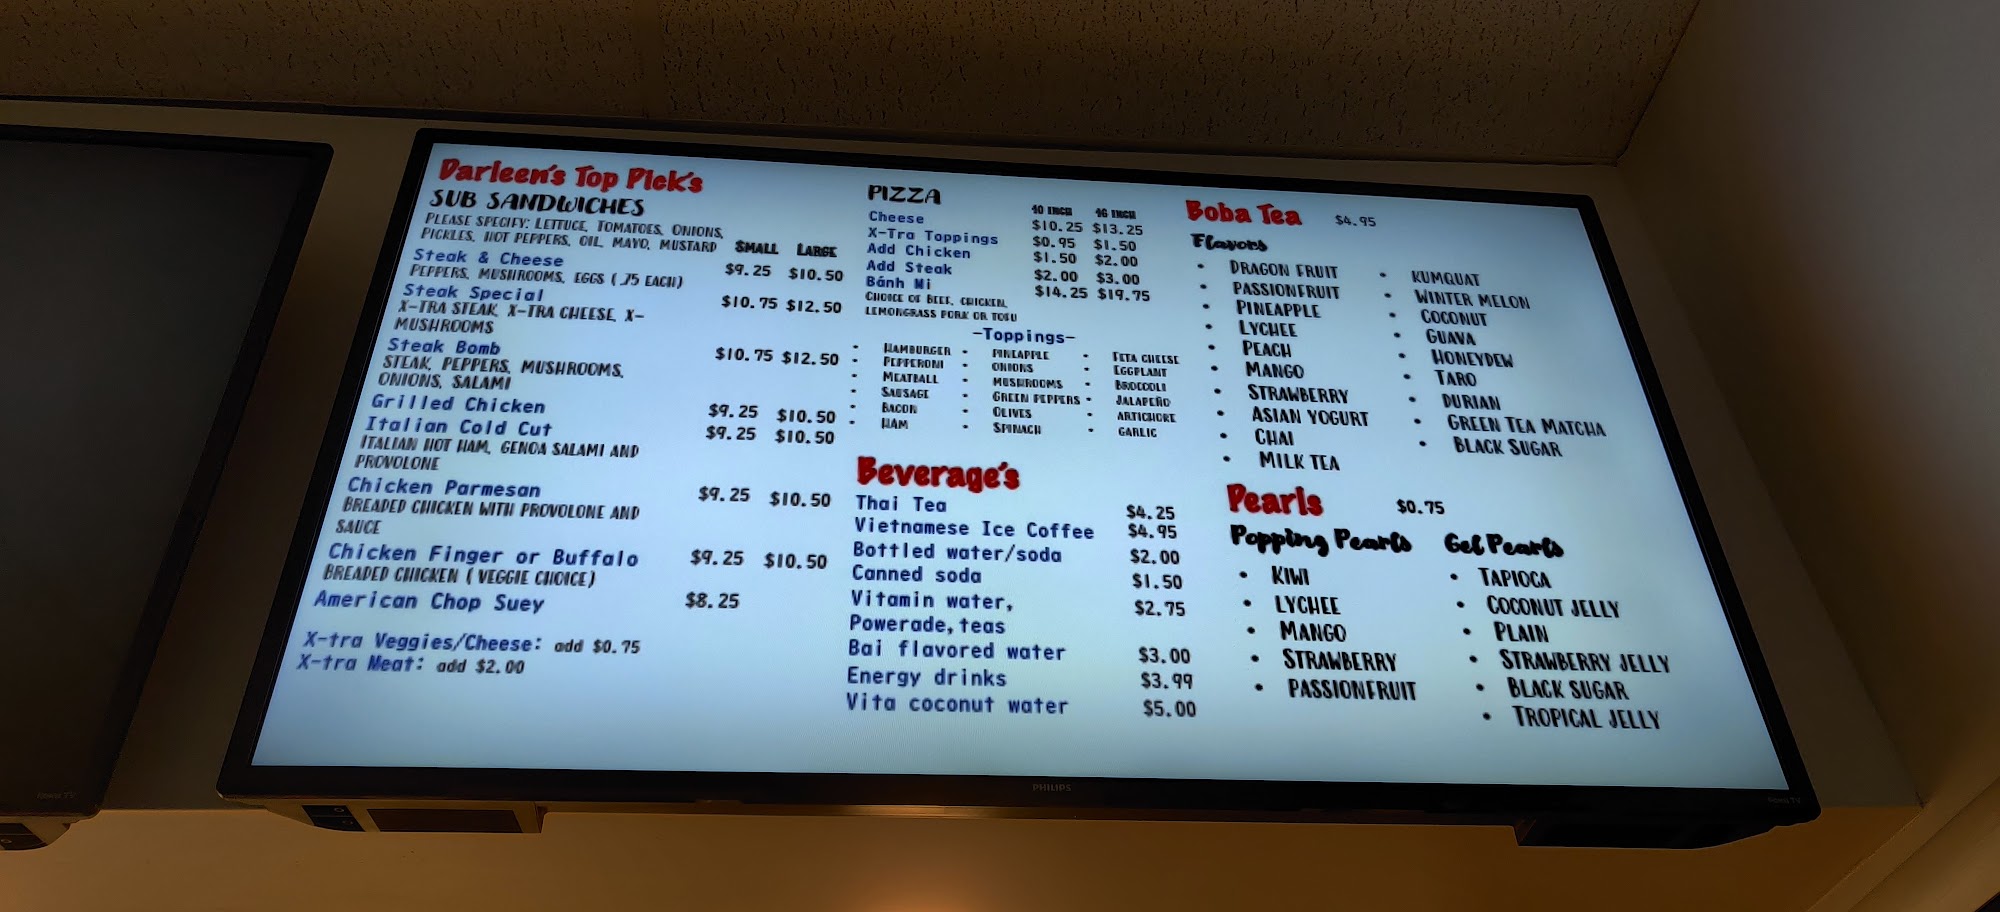 Darleen's Top Pick's
SUB SANDWICHES
PLEASE SPECIFY: LETTUCE, TOMATOES, ONIONS,
PICKLES, HOT PEPPERS, OIL, MAYO, MUSTARD SMALL LARGE
Steak & Cheese $9.25 $10.50
PEPPERS, MUSHROOMS, EGGS (.75 EACH)
Steak Special $10.75 $12.50
X-TRA STEAK, X-TRA CHEESE, X-
MUSHROOMS
Steak Bomb $10.75 $12.50
STEAK, PEPPERS, MUSHROOMS,
ONIONS, SALAMI
Grilled Chicken $9.25 $10.50
Italian Cold Cut $9.25 $10.50
ITALIAN HOT HAM, GENOA SALAMI AND
PROVOLONE
Chicken Parmesan $9.25 $10.50
BREADED CHICKEN WITH PROVOLONE AND
SAUCE
Chicken Finger or Buffalo $9.25 $10.50
BREADED CHICKEN (VEGGIE CHOICE)
American Chop Suey $8.25
X-tra Veggies/Cheese: add $0.75
X-tra Meat: add $2.00
PIZZA 10 INCH 16 INCH
Cheese $10.25 $13.25
X-Tra Toppings $0.95 $1.50
Add Chicken $1.50 $2.00
Add Steak $2.00 $3.00
Bánh Mi $14.25 $19.75
CHOICE OF BEEF, CHICKEN,
LEMONGRASS PORK OR TOFU
-Toppings-
• HAMBURGER • PINEAPPLE • FETA CHEESE
• PEPPERONI • ONIONS • EGGPLANT
• MEATBALL • MUSHROOMS • BROCCOLI
• SAUSAGE • GREEN PEPPERS • JALAPEÑO
• BACON • OLIVES • ARTICHOKE
• HAM • SPINACH • GARLIC
Beverage's
Thai Tea $4.25
Vietnamese Ice Coffee $4.95
Bottled water/soda $2.00
Canned soda $1.50
Vitamin water, $2.75
Powerade, teas
Bai flavored water $3.00
Energy drinks $3.99
Vita coconut water $5.00
Boba Tea $4.95
Flavors
• DRAGON FRUIT • KUMQUAT
• PASSIONFRUIT • WINTER MELON
• PINEAPPLE • COCONUT
• LYCHEE • GUAVA
• PEACH • HONEYDEW
• MANGO • TARO
• STRAWBERRY • DURIAN
• ASIAN YOGURT • GREEN TEA MATCHA
• CHAI • BLACK SUGAR
• MILK TEA
Pearls $0.75
Popping Pearls Gel Pearls
• KIWI • TAPIOCA
• LYCHEE • COCONUT JELLY
• MANGO • PLAIN
• STRAWBERRY • STRAWBERRY JELLY
• PASSIONFRUIT • BLACK SUGAR
• TROPICAL JELLY
PHILIPS
Roku TV
Roku TV